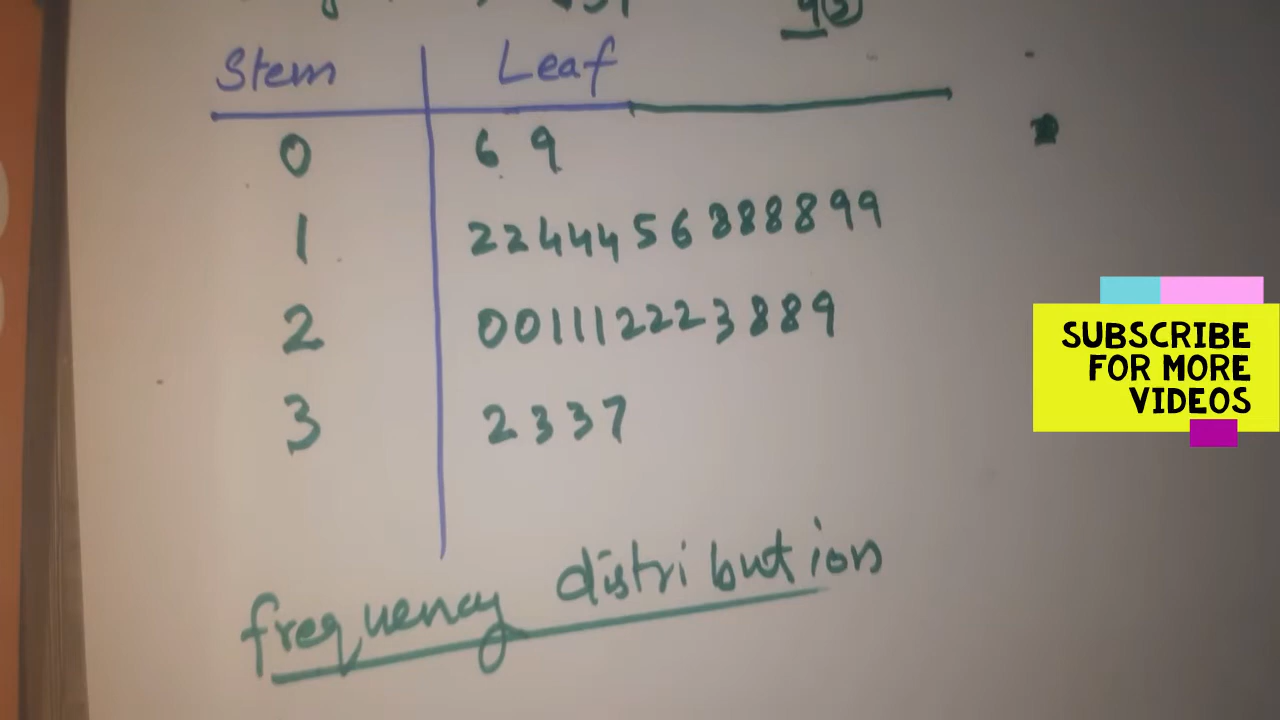 Stem Leaf
0 6 9
1 2 2 4 4 4 5 6 8 8 8 8 9 9
2 0 0 1 1 1 2 2 2 3 8 8 9
3 2 3 3 7
frequency distribution
SUBSCRIBE
FOR MORE
VIDEOS